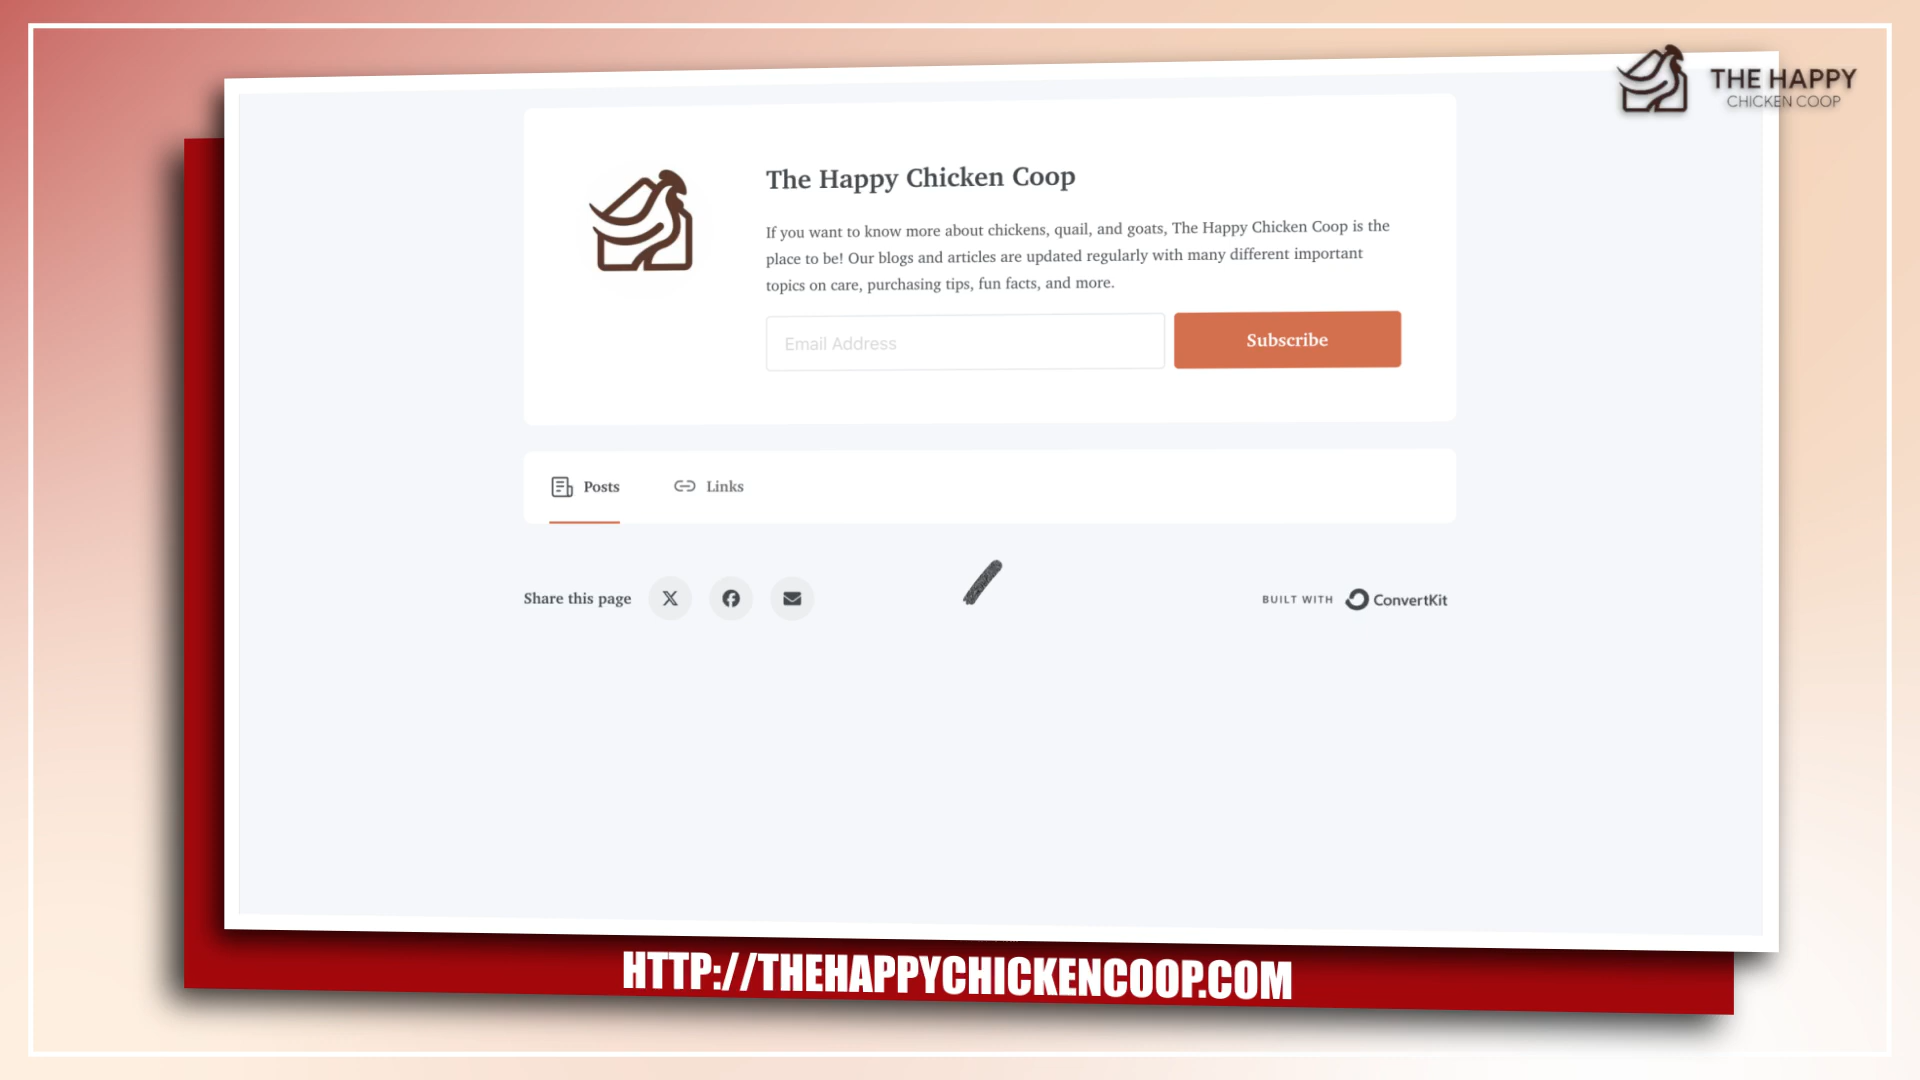 THE HAPPY
CHICKEN COOP
The Happy Chicken Coop
If you want to know more about chickens, quail, and goats, The Happy Chicken Coop is the
place to be! Our blogs and articles are updated regularly with many different important
topics on care, purchasing tips, fun facts, and more.
Email Address
Subscribe
Posts
Links
Share this page
BUILT WITH
ConvertKit
HTTP://THEHAPPYCHICKENCOOP.COM